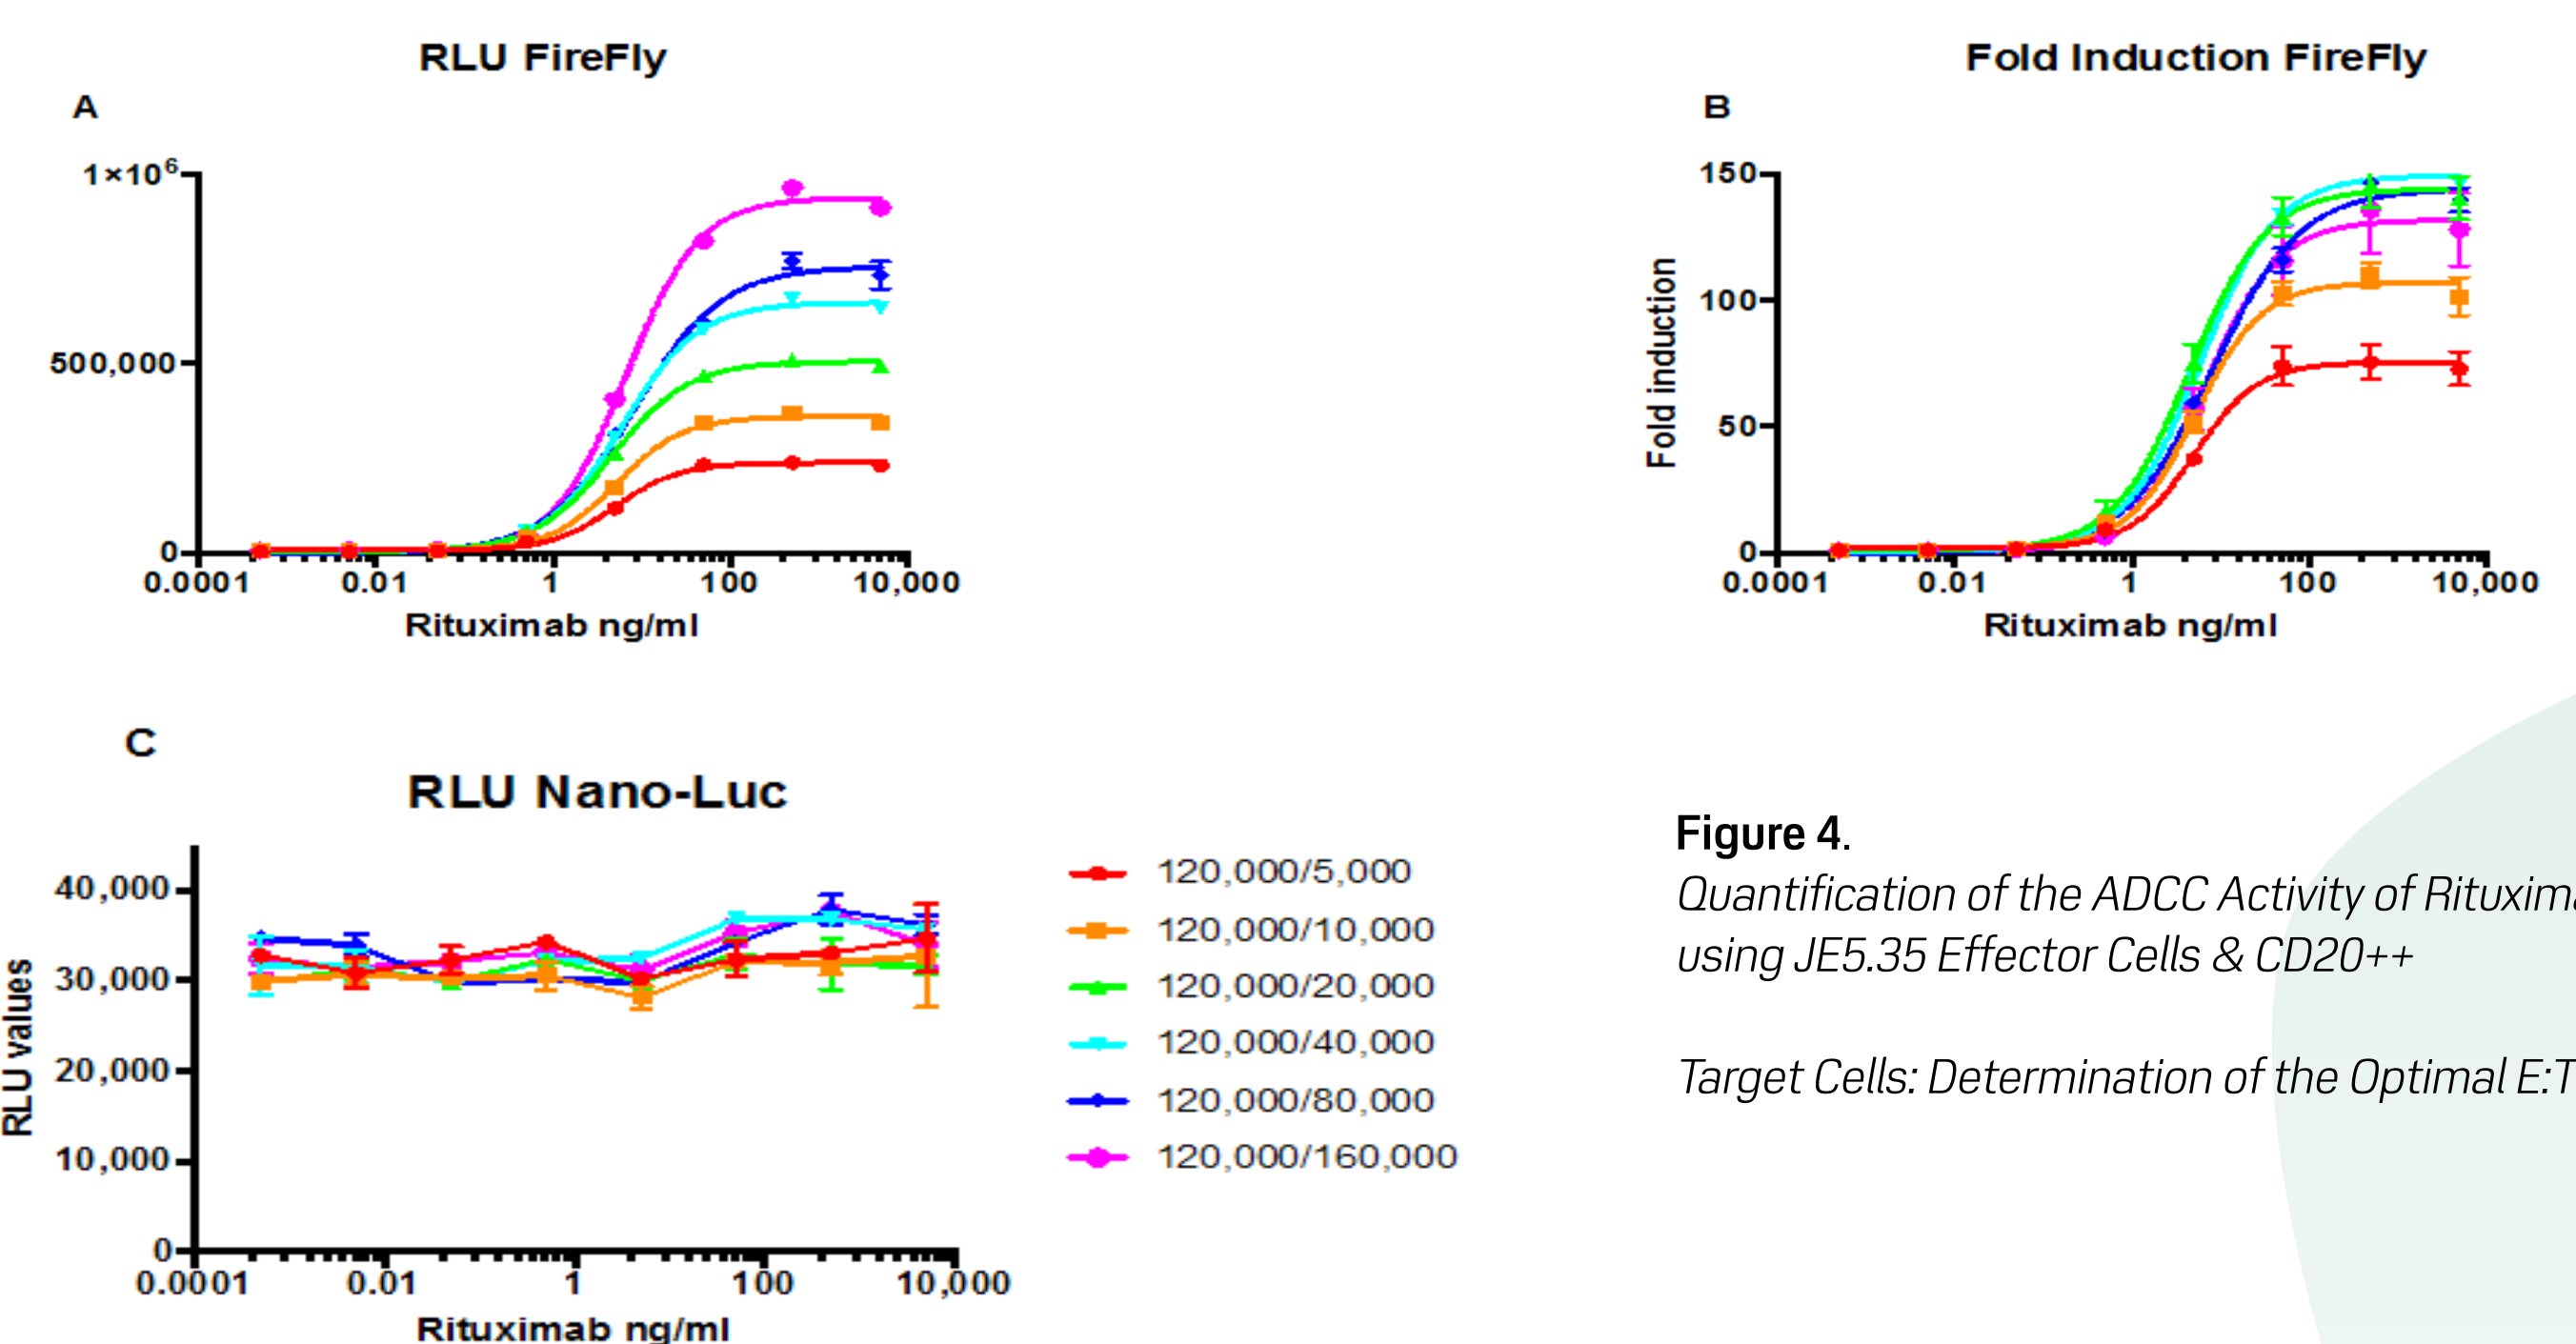 RLU FireFly
A
1×10⁶
500,000
0
0.0001 0.01 1 100 10,000
Rituximab ng/ml
Fold Induction FireFly
B
Fold induction
150
100
50
0
0.0001 0.01 1 100 10,000
Rituximab ng/ml
C
RLU Nano-Luc
RLU values
40,000
30,000
20,000
10,000
0
0.0001 0.01 1 100 10,000
Rituximab ng/ml
120,000/5,000
120,000/10,000
120,000/20,000
120,000/40,000
120,000/80,000
120,000/160,000
Figure 4.
Quantification of the ADCC Activity of
using JE5.35 Effector Cells & CD20++
Target Cells: Determination of the Optimal E:T